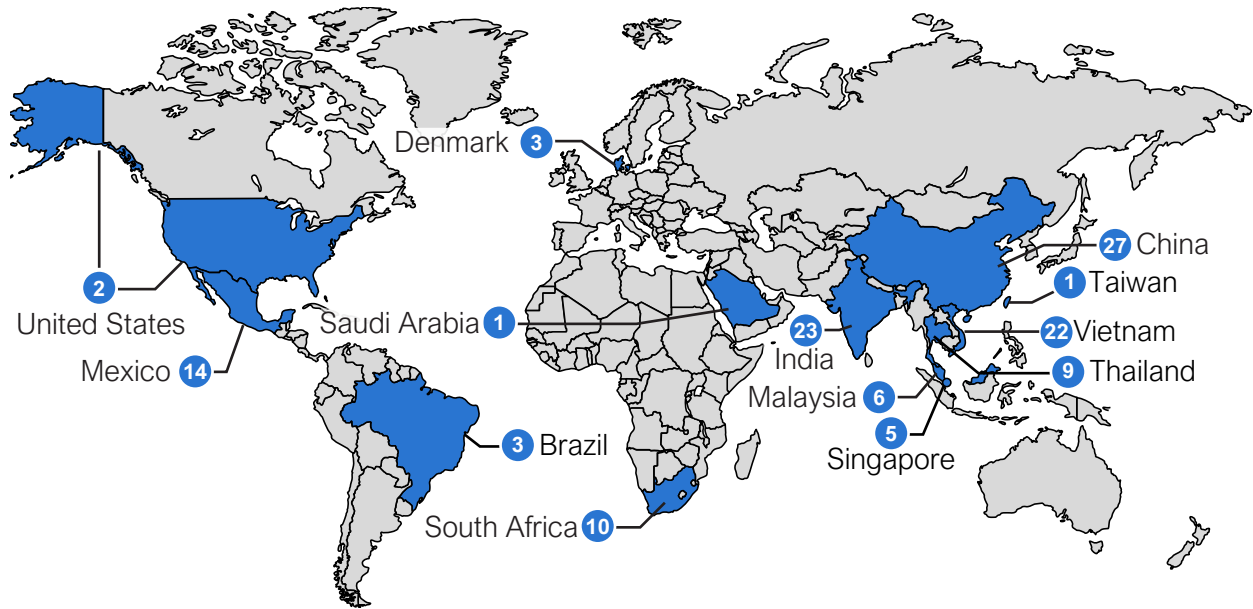 Denmark 3
27 China
2
United States
1 Taiwan
Saudi Arabia 1
23
India
22 Vietnam
Mexico 14
9 Thailand
Malaysia 6
5
Singapore
3 Brazil
South Africa 10